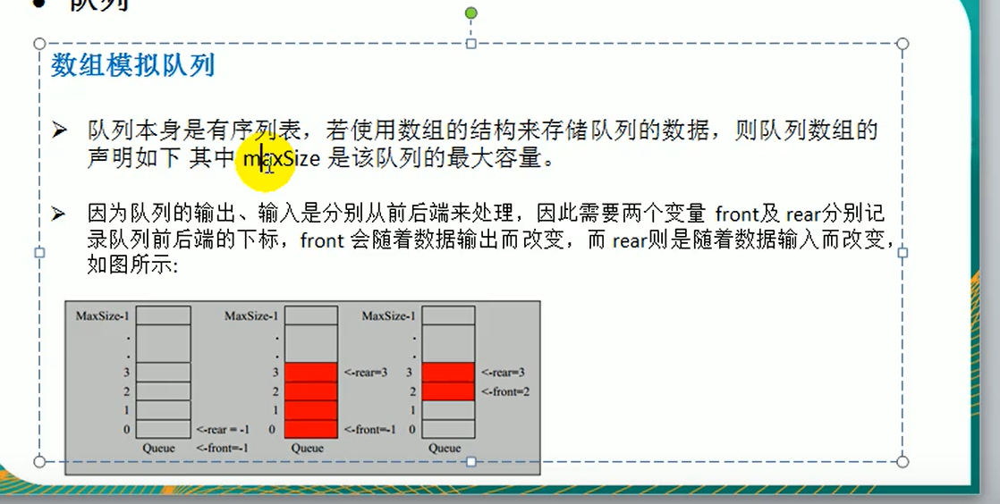 ● 队列
数组模拟队列
➢ 队列本身是有序列表，若使用数组的结构来存储队列的数据，则队列数组的
声明如下 其中 maxSize 是该队列的最大容量。
➢ 因为队列的输出、输入是分别从前后端来处理，因此需要两个变量 front及 rear分别记
录队列前后端的下标，front 会随着数据输出而改变，而 rear则是随着数据输入而改变，
如图所示:
MaxSize-1 MaxSize-1 MaxSize-1
. . .
. . .
3 3 <-rear=3 3 <-rear=3
2 2 2 <-front=2
1 1 1
0 <-rear = -1 0 <-front=-1 0
Queue <-front=-1 Queue Queue